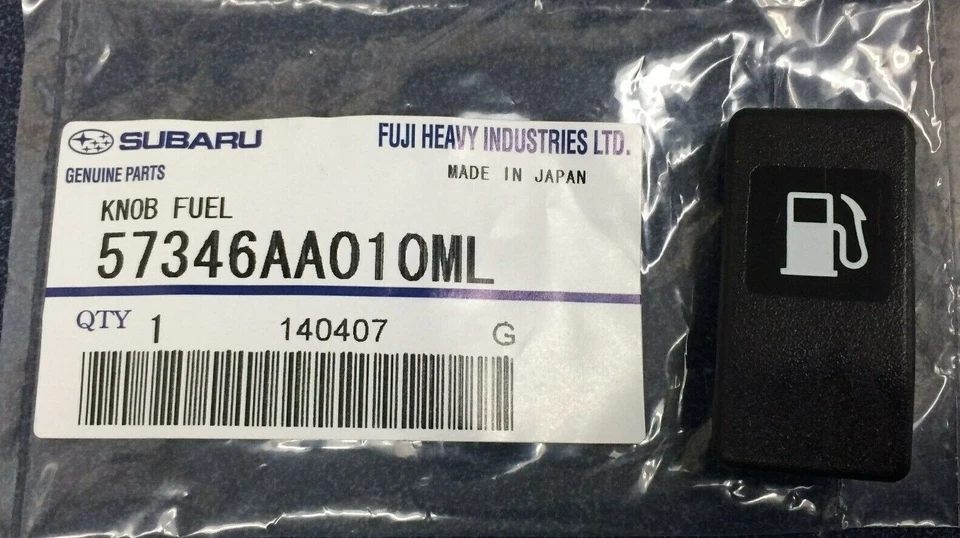 SUBARU
FUJI HEAVY INDUSTRIES LTD.
GENUINE PARTS
MADE IN JAPAN
KNOB FUEL
57346AA010ML
QTY 1 140407 G